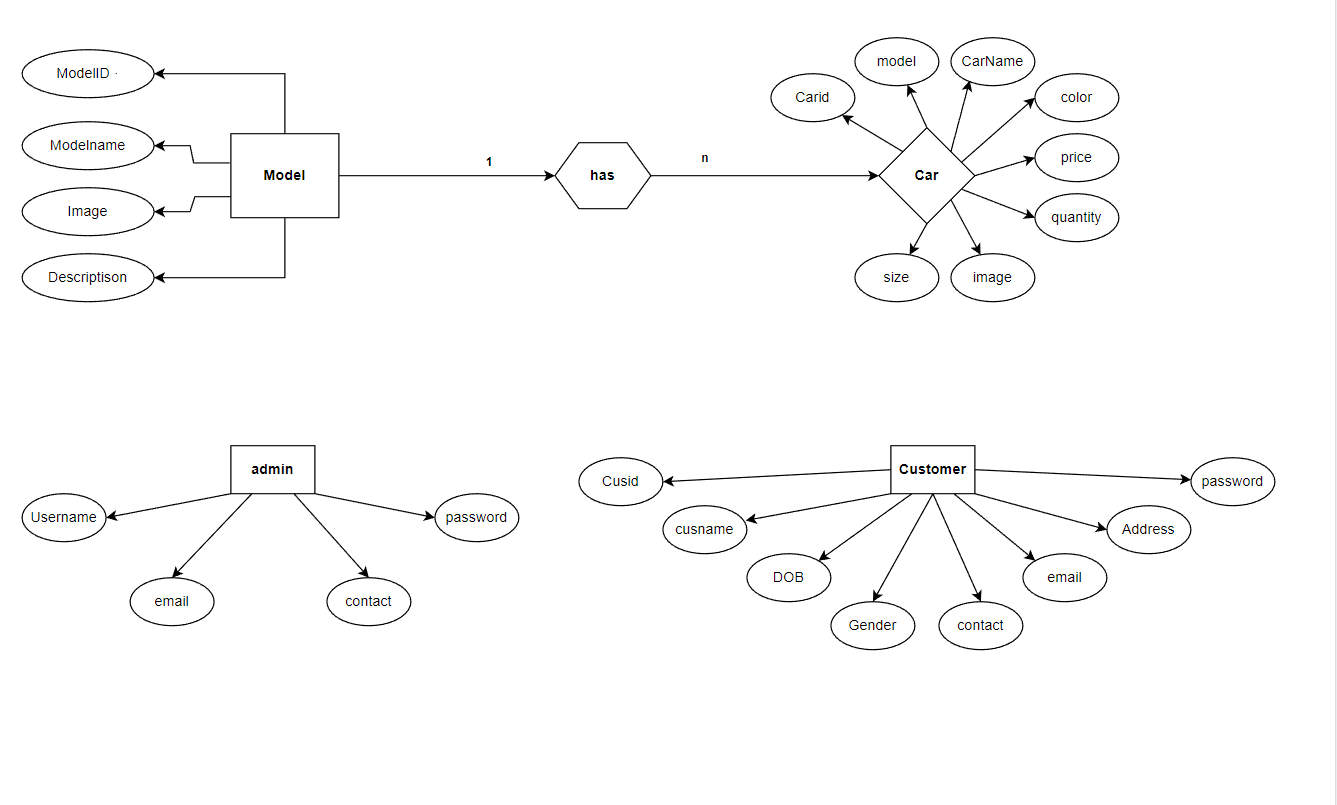 ModelID
Modelname
Image
Descriptison
Model
1
has
n
Carid
model
CarName
color
price
quantity
image
size
Car
admin
Username
email
contact
password
Customer
Cusid
cusname
DOB
Gender
contact
email
Address
password